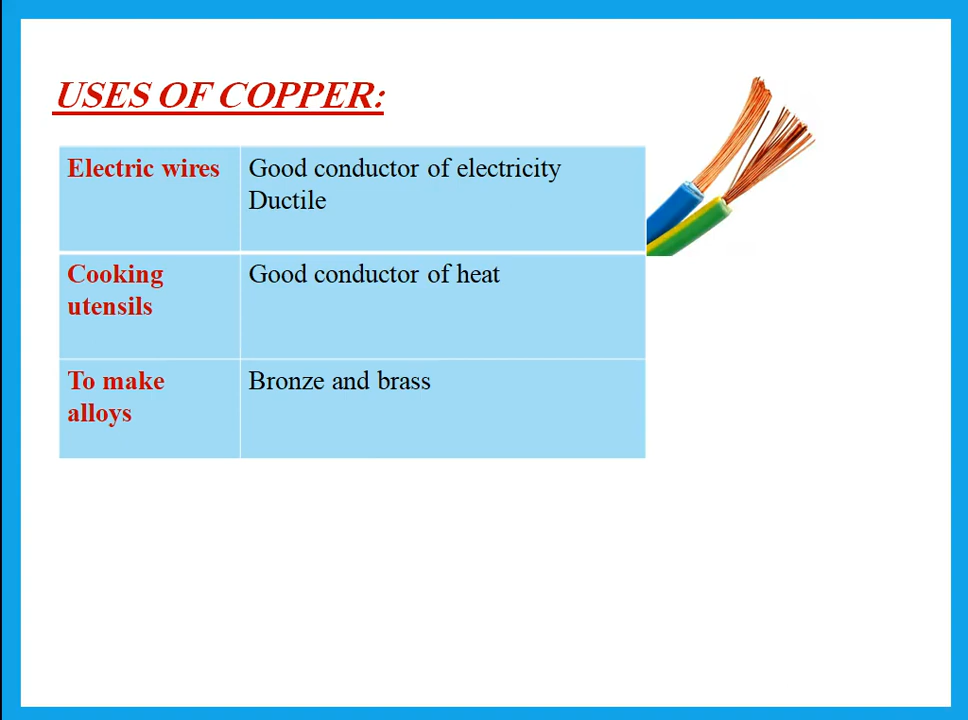 USES OF COPPER:
Electric wires
Good conductor of electricity
Ductile
Cooking
utensils
Good conductor of heat
To make
alloys
Bronze and brass